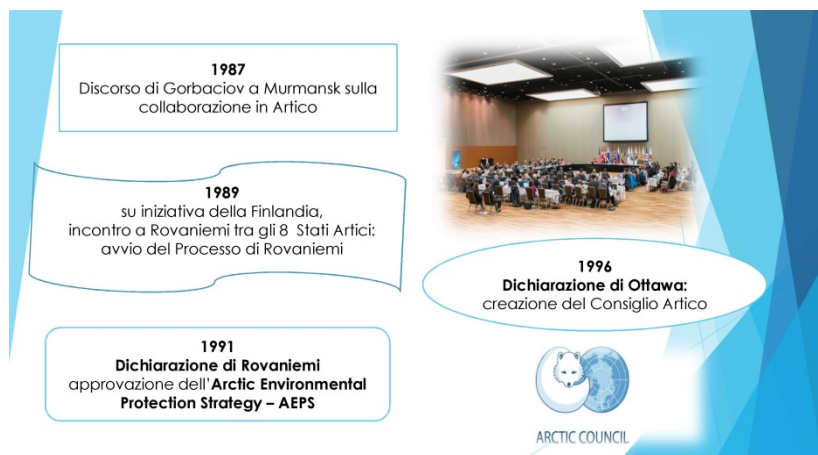 1987
Discorso di Gorbaciov a Murmansk sulla
collaborazione in Artico
1989
su iniziativa della Finlandia,
incontro a Rovaniemi tra gli 8 Stati Artici:
avvio del Processo di Rovaniemi
1991
Dichiarazione di Rovaniemi
approvazione dell'Arctic Environmental
Protection Strategy – AEPS
1996
Dichiarazione di Ottawa:
creazione del Consiglio Artico
ARCTIC COUNCIL